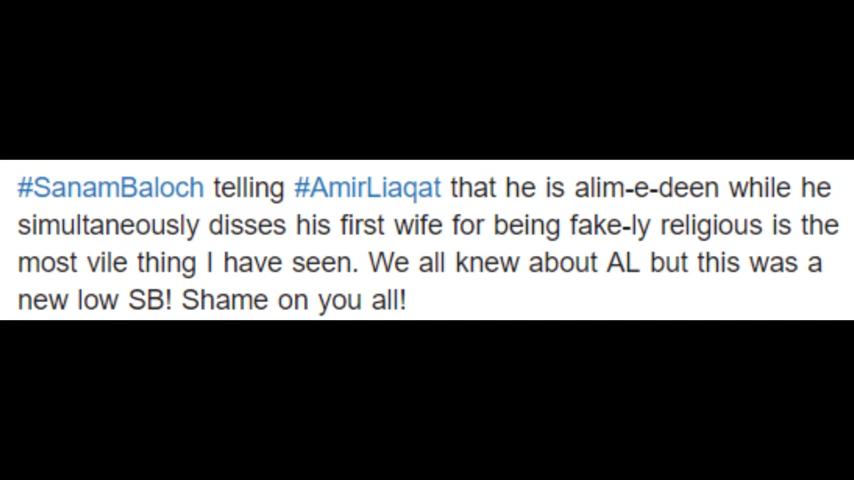 #SanamBaloch telling #AmirLiaqat that he is alim-e-deen while he
simultaneously disses his first wife for being fake-ly religious is the
most vile thing I have seen. We all knew about AL but this was a
new low SB! Shame on you all!